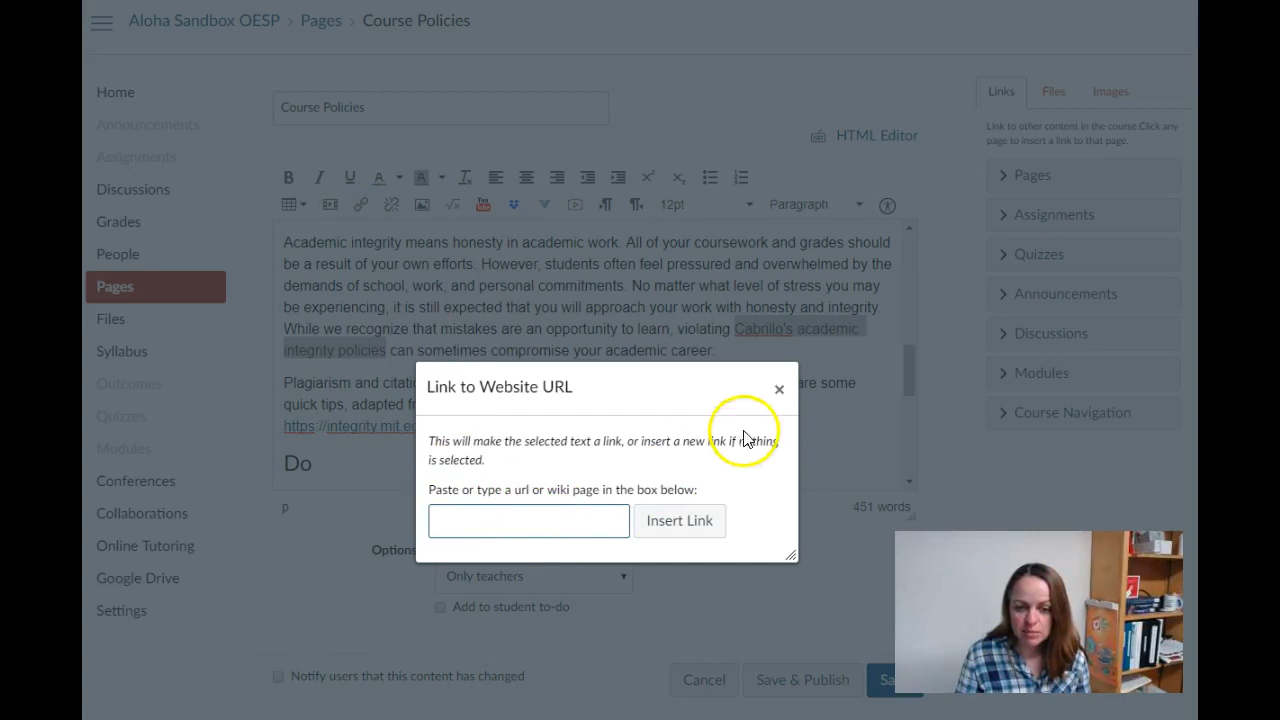 Aloha Sandbox OESP > Pages > Course Policies
Home
Announcements
Assignments
Discussions
Grades
People
Pages
Files
Syllabus
Outcomes
Quizzes
Modules
Conferences
Collaborations
Online Tutoring
Google Drive
Settings
Course Policies
HTML Editor
12pt Paragraph
Academic integrity means honesty in academic work. All of your coursework and grades should
be a result of your own efforts. However, students often feel pressured and overwhelmed by the
demands of school, work, and personal commitments. No matter what level of stress you may
be experiencing, it is still expected that you will approach your work with honesty and integrity.
While we recognize that mistakes are an opportunity to learn, violating Cabrillo's academic
integrity policies can sometimes compromise your academic career.
Plagiarism and are some
quick tips, adapted
https://integrity.mit
Do
p 451 words
Link to Website URL
×
This will make the selected text a link, or insert a new link if nothing
is selected.
Paste or type a url or wiki page in the box below:
Insert Link
Options
Only teachers
Add to student to-do
Notify users that this content has changed
Cancel Save & Publish
Links Files Images
Link to other content in the course.Click any
page to insert a link to that page.
Pages
Assignments
Quizzes
Announcements
Discussions
Modules
Course Navigation